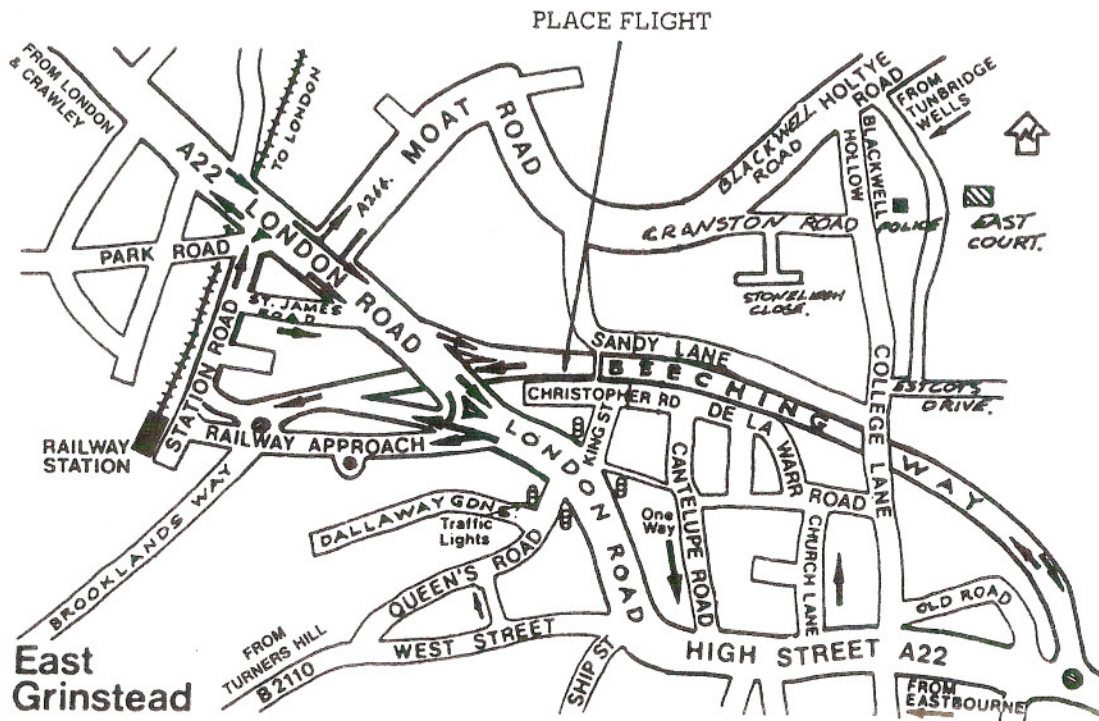 PLACE FLIGHT
FROM LONDON
& CRAWLEY
TO LONDON
A22 LONDON ROAD
A264.
MOAT ROAD
BLACKWELL HOLTYE ROAD
BLACKWELL ROAD
FROM
TUNBRIDGE
WELLS
BLACKWELL HOLLOW
POLICE
EAST
COURT.
CRANSTON ROAD
STONELEIGH
CLOSE.
PARK ROAD
ST. JAMES
ROAD
STATION ROAD
SANDY LANE
BEECHING WAY
CHRISTOPHER RD
DE LA WARR ROAD
COLLEGE LANE
ESTCOTS
DRIVE.
RAILWAY
STATION
RAILWAY APPROACH
LONDON ROAD
KING ST
CANTELUPE ROAD
BROOKLANDS WAY
DALLAWAY GDNS.
Traffic
Lights
One
Way
CHURCH LANE
QUEEN'S ROAD
OLD ROAD
WEST STREET
SHIP ST
HIGH STREET A22
FROM
TURNERS HILL
B2110
FROM
EASTBOURNE
East
Grinstead